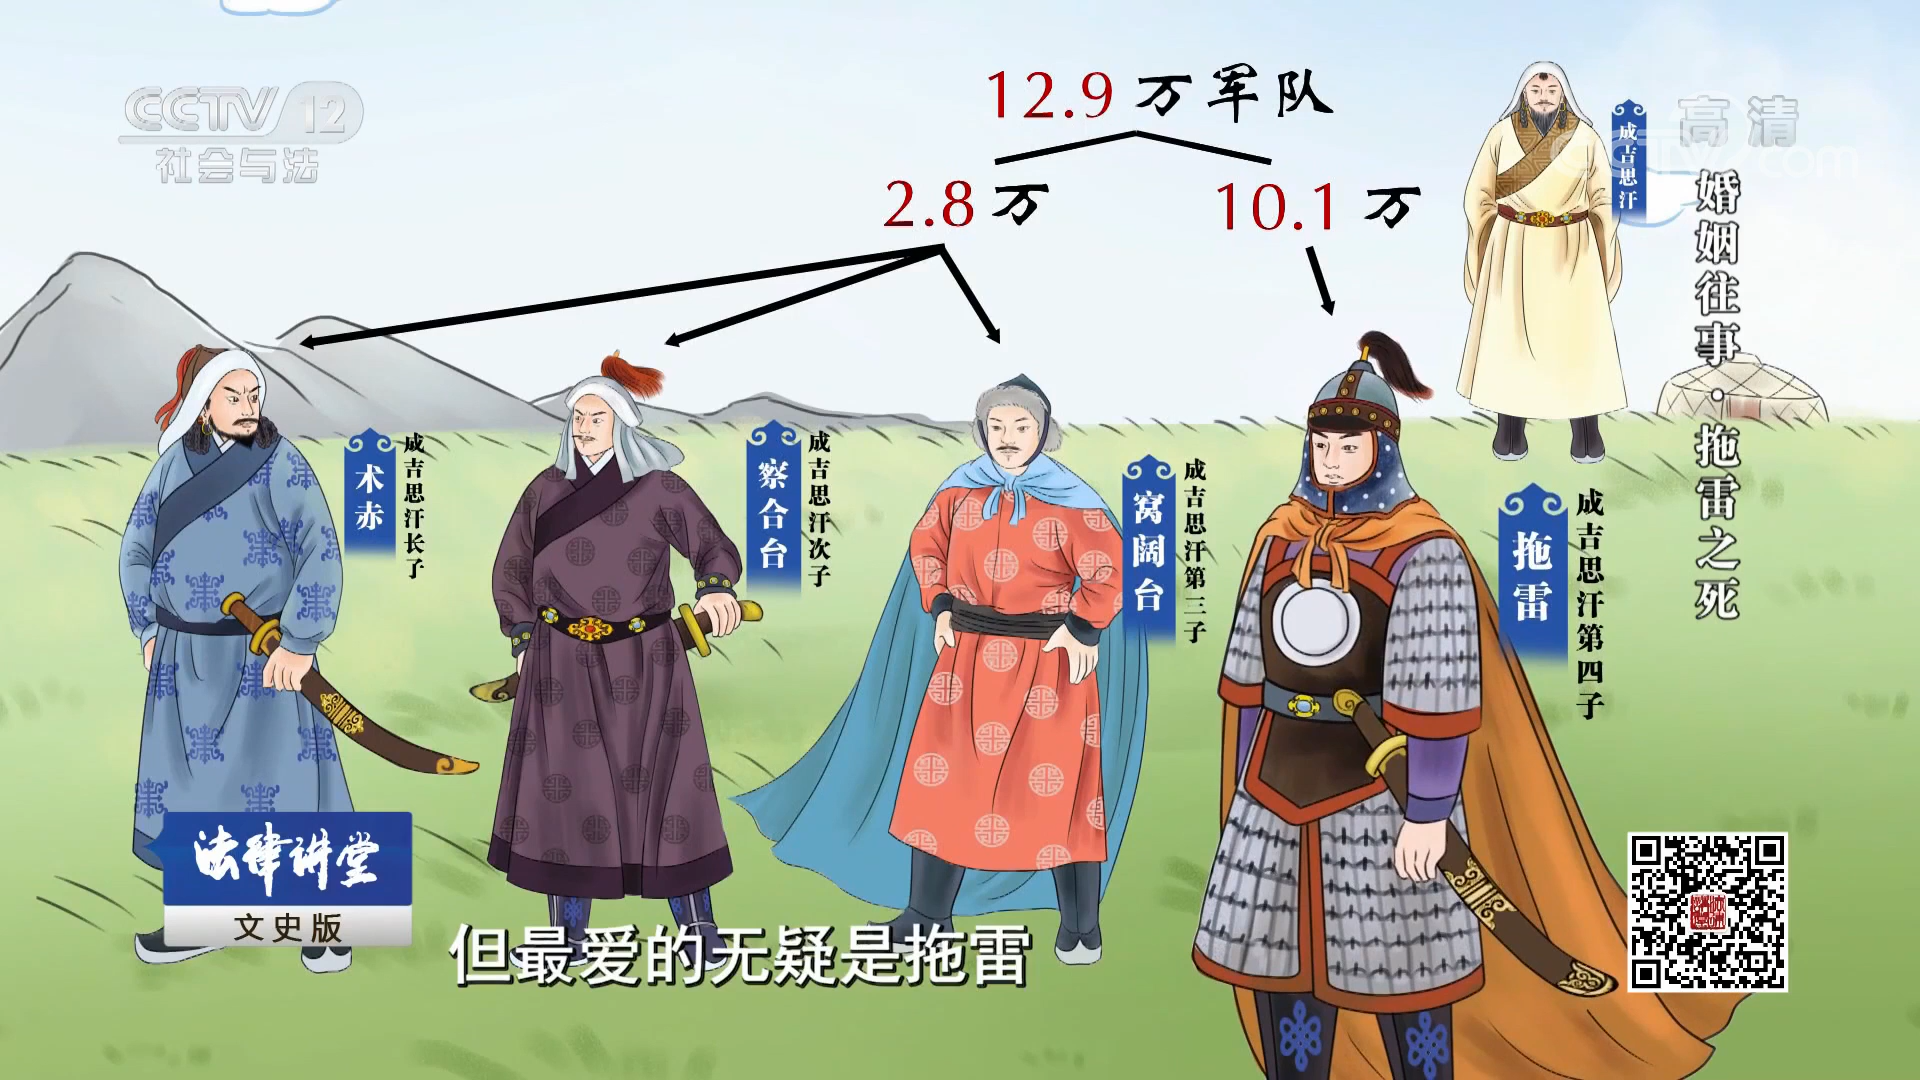 CCTV 12
社会与法
12.9 万军队
2.8 万
10.1 万
高清
成吉思汗
婚姻往事·拖雷之死
术赤
成吉思汗长子
察合台
成吉思汗次子
窝阔台
成吉思汗第三子
拖雷
成吉思汗第四子
法律讲堂
文史版
但最爱的无疑是拖雷